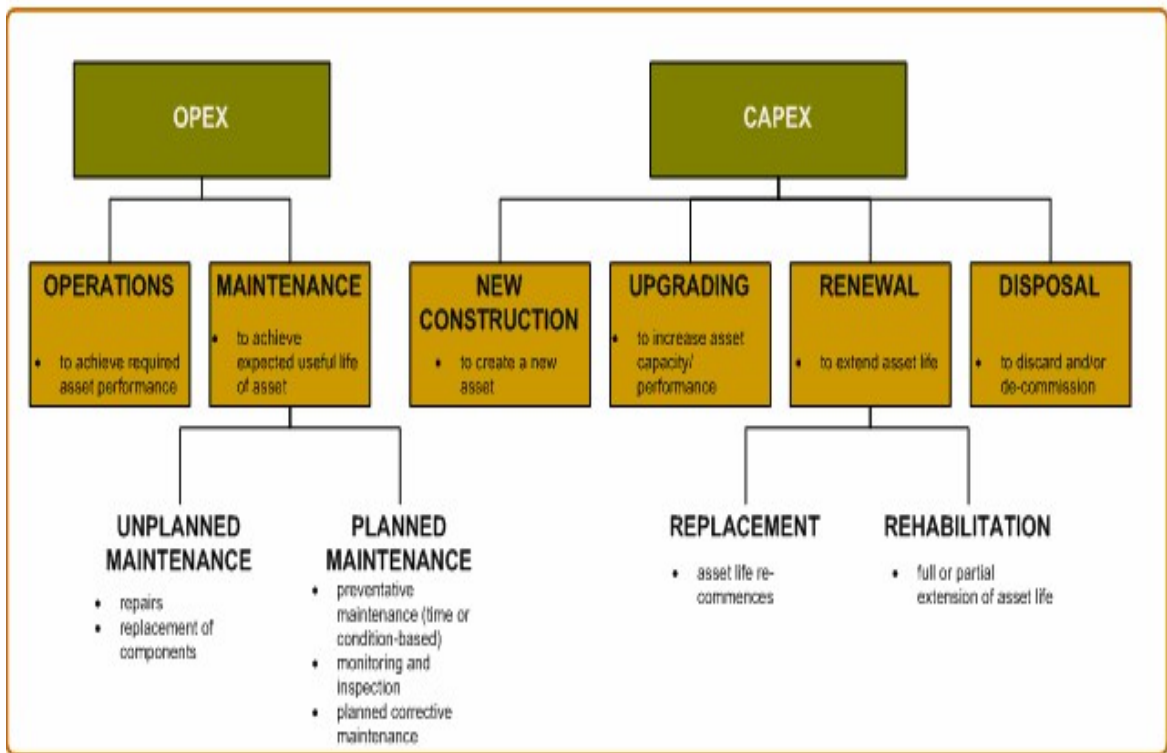 OPEX
CAPEX
OPERATIONS
• to achieve required
asset performance
MAINTENANCE
• to achieve
expected useful life
of asset
NEW
CONSTRUCTION
• to create a new
asset
UPGRADING
• to increase asset
capacity/
performance
RENEWAL
• to extend asset life
DISPOSAL
• to discard and/or
de-commission
UNPLANNED
MAINTENANCE
• repairs
• replacement of
components
PLANNED
MAINTENANCE
• preventative
maintenance (time or
condition-based)
• monitoring and
inspection
• planned corrective
maintenance
REPLACEMENT
• asset life re-
commences
REHABILITATION
• full or partial
extension of asset life